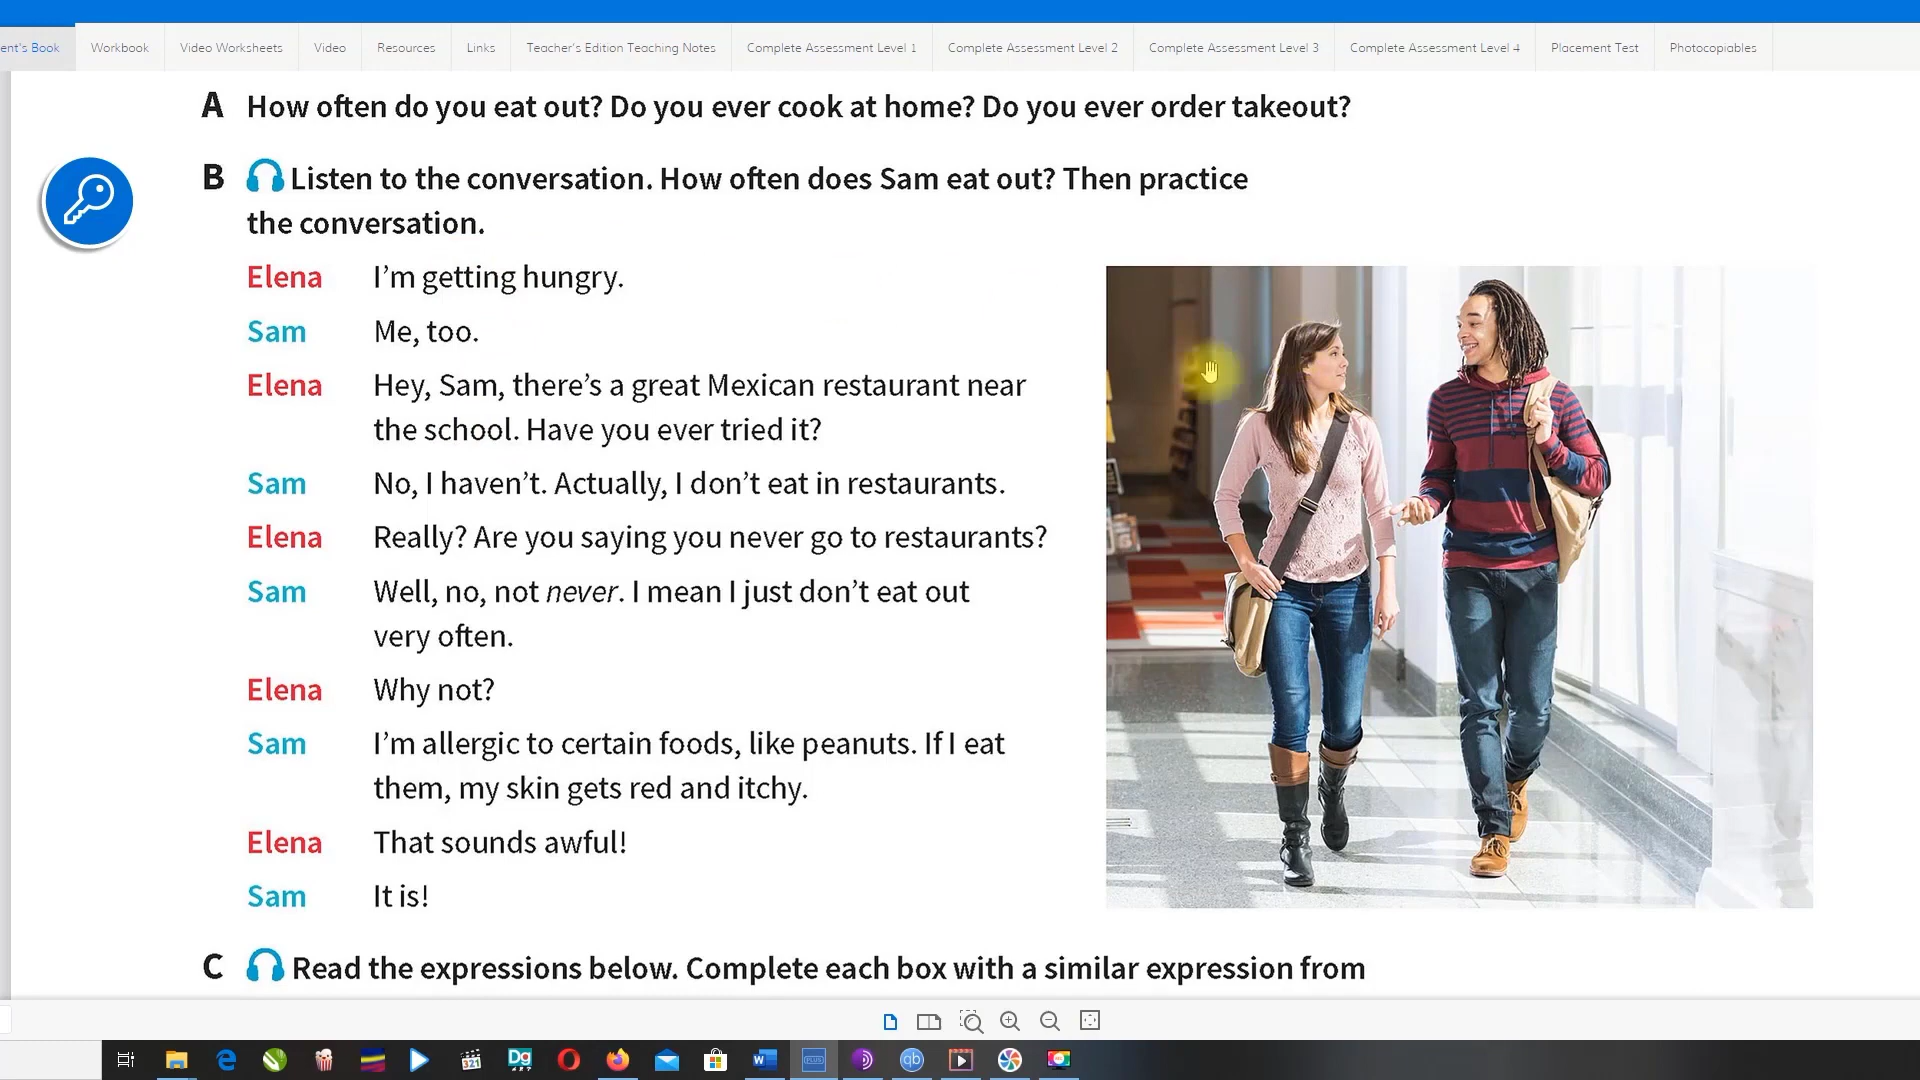 ent's Book Workbook Video Worksheets Video Resources Links Teacher's Edition Teaching Notes Complete Assessment Level 1 Complete Assessment Level 2 Complete Assessment Level 3 Complete Assessment Level 4 Placement Test Photocopiables
A How often do you eat out? Do you ever cook at home? Do you ever order takeout?
B Listen to the conversation. How often does Sam eat out? Then practice
the conversation.
Elena I'm getting hungry.
Sam Me, too.
Elena Hey, Sam, there's a great Mexican restaurant near
the school. Have you ever tried it?
Sam No, I haven't. Actually, I don't eat in restaurants.
Elena Really? Are you saying you never go to restaurants?
Sam Well, no, not never. I mean I just don't eat out
very often.
Elena Why not?
Sam I'm allergic to certain foods, like peanuts. If I eat
them, my skin gets red and itchy.
Elena That sounds awful!
Sam It is!
C Read the expressions below. Complete each box with a similar expression from
321 Dg W PLUS qb